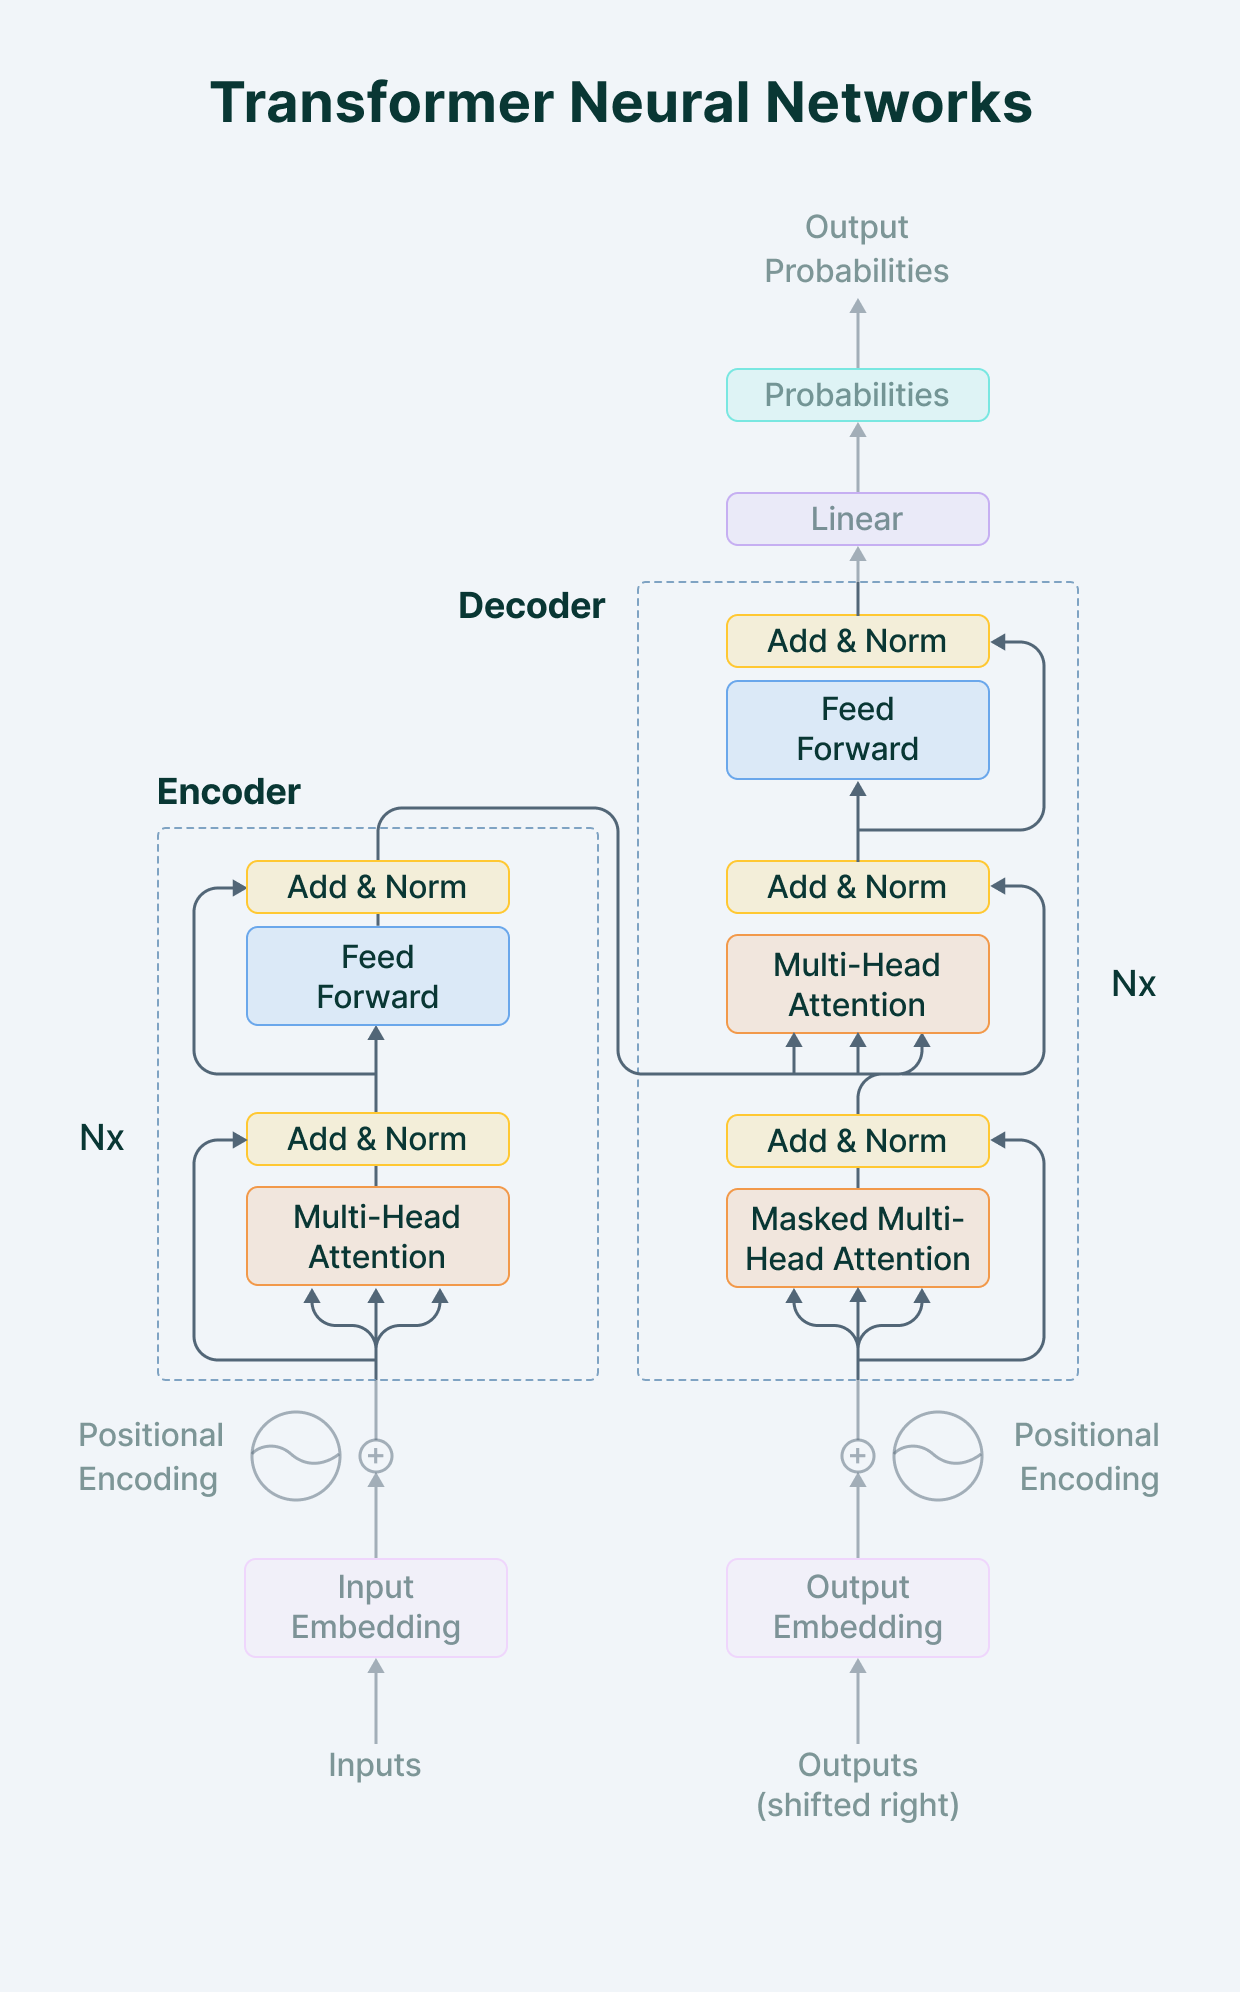 Transformer Neural Networks
Output
Probabilities
Probabilities
Linear
Decoder
Add & Norm
Feed
Forward
Encoder
Add & Norm
Feed
Forward
Add & Norm
Multi-Head
Attention
Nx
Nx
Add & Norm
Multi-Head
Attention
Add & Norm
Masked Multi-
Head Attention
Positional
Encoding
Positional
Encoding
Input
Embedding
Output
Embedding
Inputs
Outputs
(shifted right)